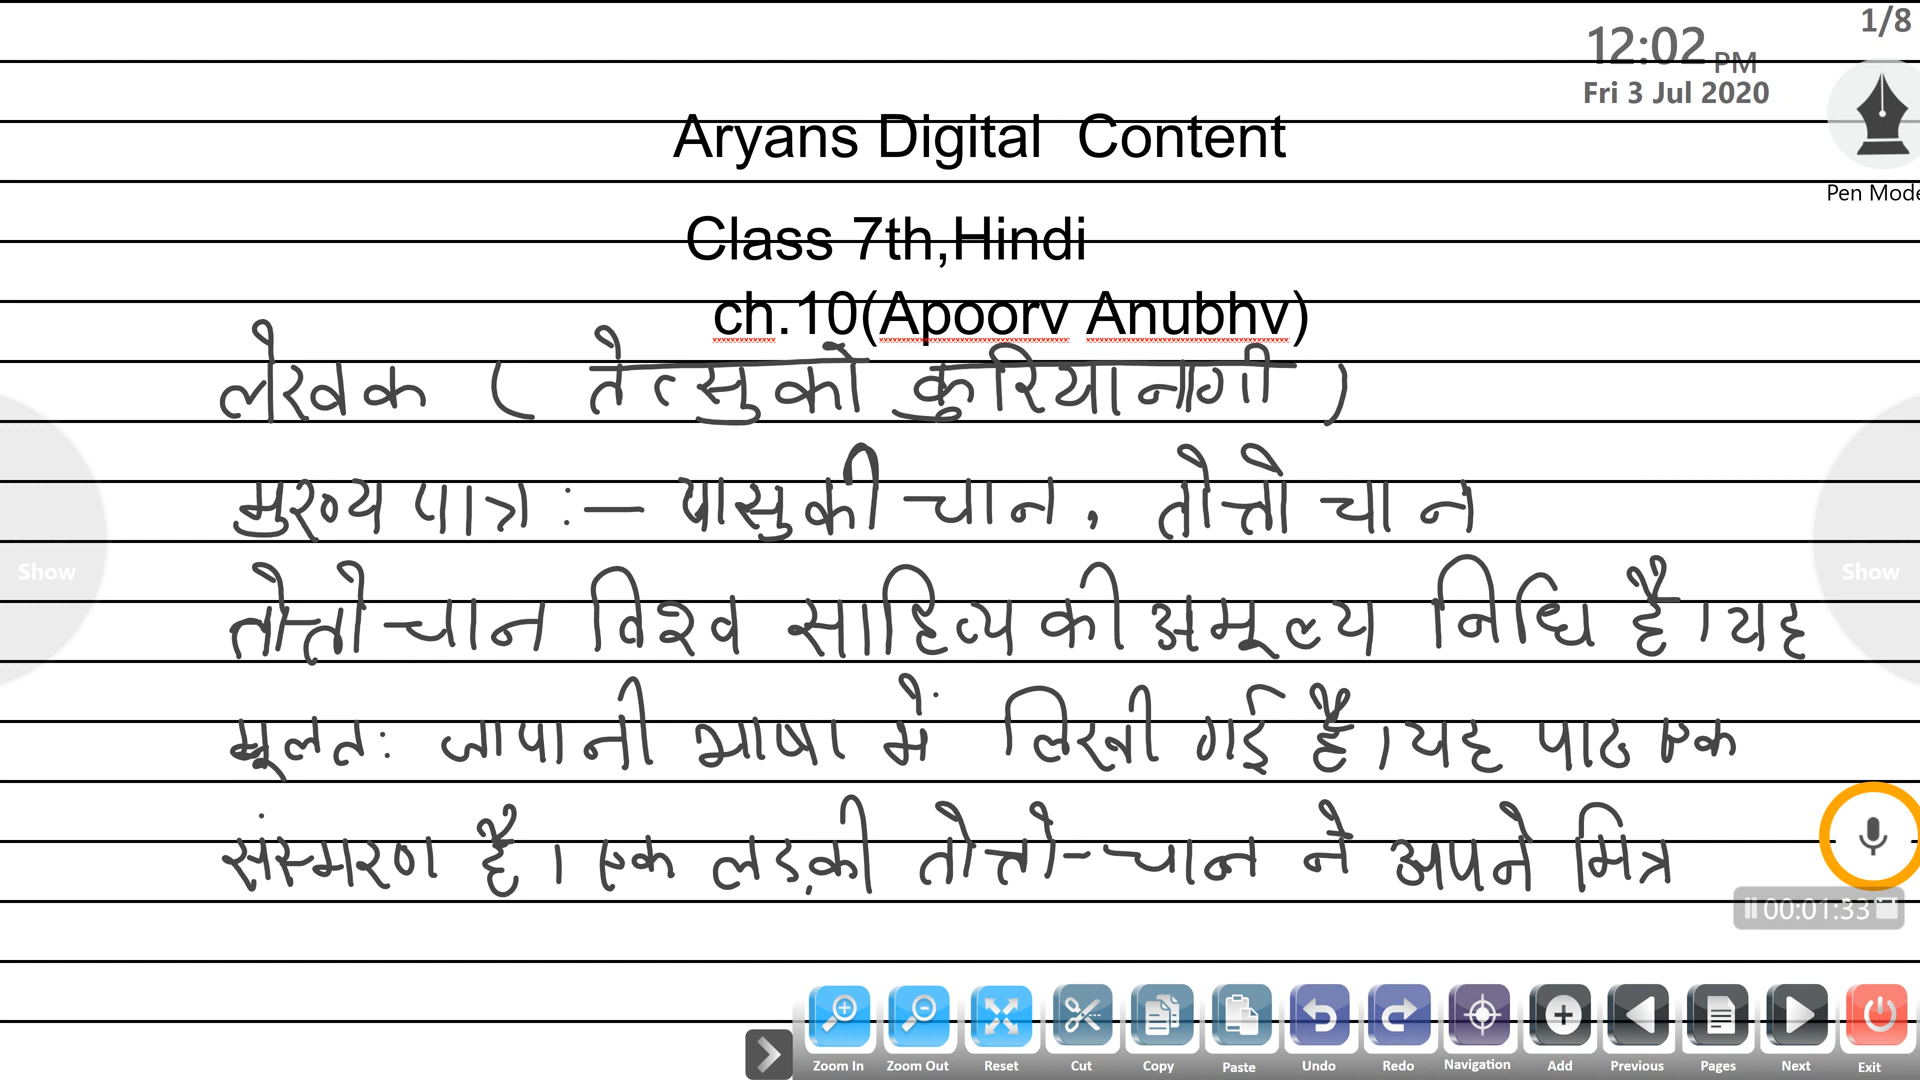 1/8
12:02 PM
Fri 3 Jul 2020
Aryans Digital Content
Pen Mode
Class 7th,Hindi
ch.10(Apoorv Anubhv)
लेखक ( तेत्सुको कुरियानागी )
मुख्य पात्र :- यासुकी चान, तोत्तो चान
Show
Show
तोत्तो-चान विश्व साहित्य की अमूल्य निधि है । यह
मूलतः जापानी भाषा में लिखी गई है । यह पाठ एक
संस्मरण है । एक लड़की तोत्तो-चान ने अपने मित्र
00:01:33
Zoom In Zoom Out Reset Cut Copy Paste Undo Redo Navigation Add Previous Pages Next Exit